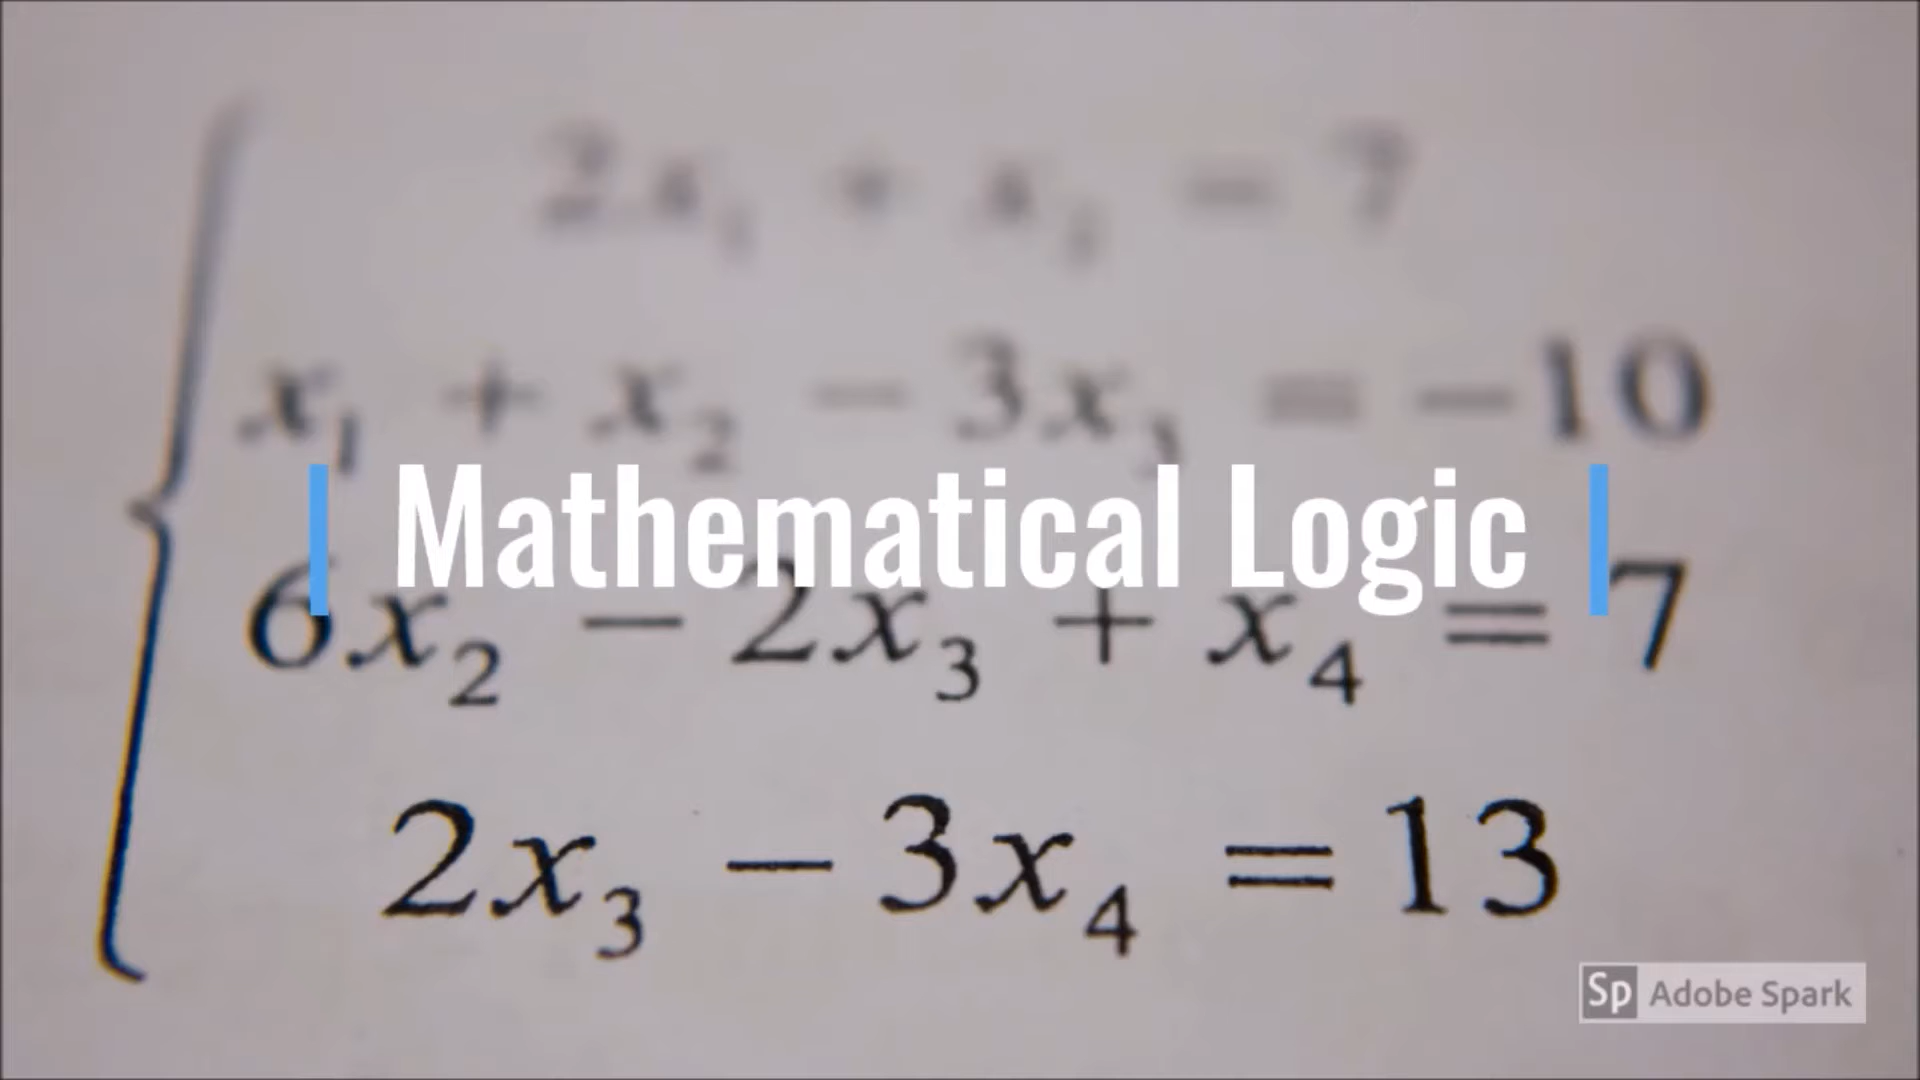 x₁ + x₂ − 3x₃ = −10
| Mathematical Logic |
6x₂ − 2x₃ + x₄ = 7
2x₃ − 3x₄ = 13
Sp Adobe Spark